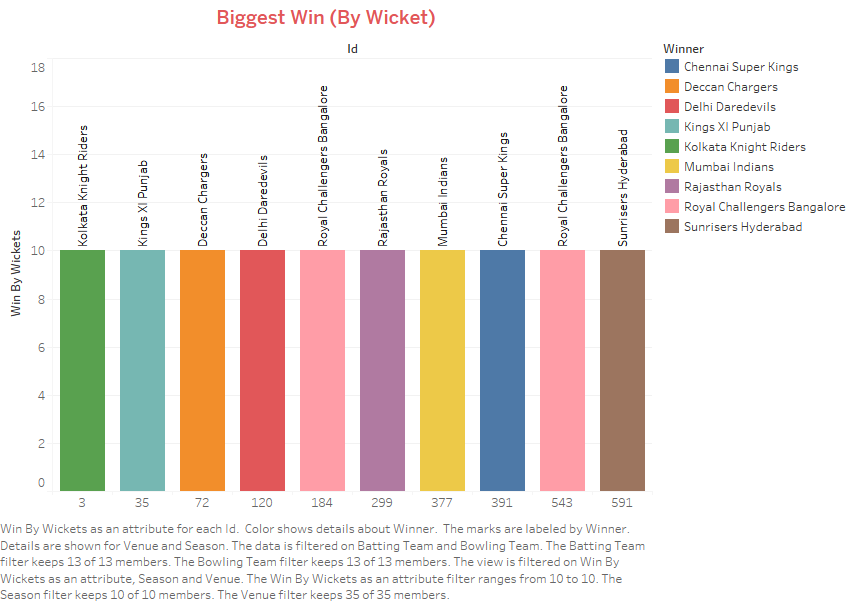 Biggest Win (By Wicket)
Id
Winner
Chennai Super Kings
Deccan Chargers
Delhi Daredevils
Kings XI Punjab
Kolkata Knight Riders
Mumbai Indians
Rajasthan Royals
Royal Challengers Bangalore
Sunrisers Hyderabad
Win By Wickets
18
16
14
12
10
8
6
4
2
0
Kolkata Knight Riders
Kings XI Punjab
Deccan Chargers
Delhi Daredevils
Royal Challengers Bangalore
Rajasthan Royals
Mumbai Indians
Chennai Super Kings
Royal Challengers Bangalore
Sunrisers Hyderabad
3 35 72 120 184 299 377 391 543 591
Win By Wickets as an attribute for each Id. Color shows details about Winner. The marks are labeled by Winner.
Details are shown for Venue and Season. The data is filtered on Batting Team and Bowling Team. The Batting Team
filter keeps 13 of 13 members. The Bowling Team filter keeps 13 of 13 members. The view is filtered on Win By
Wickets as an attribute, Season and Venue. The Win By Wickets as an attribute filter ranges from 10 to 10. The
Season filter keeps 10 of 10 members. The Venue filter keeps 35 of 35 members.